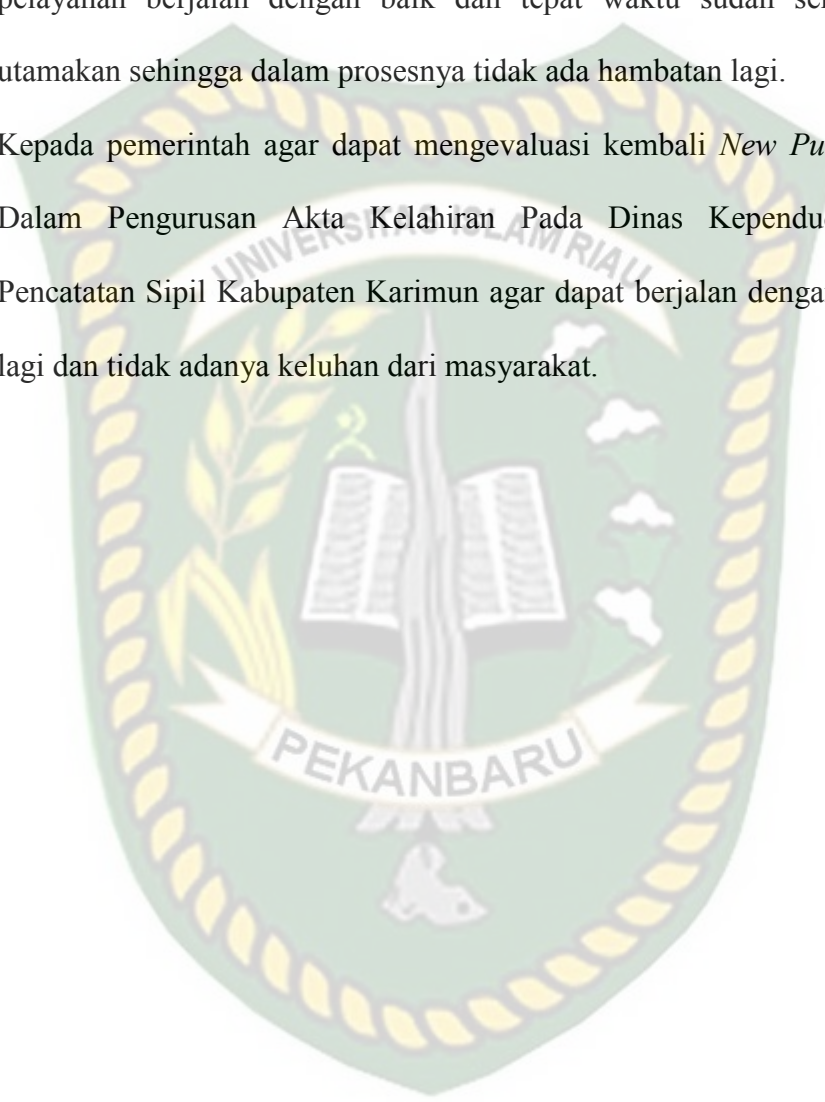 pelayanan berjalan dengan baik dan tepat waktu sudah
utamakan sehingga dalam prosesnya tidak ada hambatan lagi.
Kepada pemerintah agar dapat mengevaluasi kembali New Pu
Dalam Pengurusan Akta Kelahiran Pada Dinas Kependu
UNIVERSITAS ISLAM RIAU
Pencatatan Sipil Kabupaten Karimun agar dapat berjalan denga
lagi dan tidak adanya keluhan dari masyarakat.
PEKANBARU